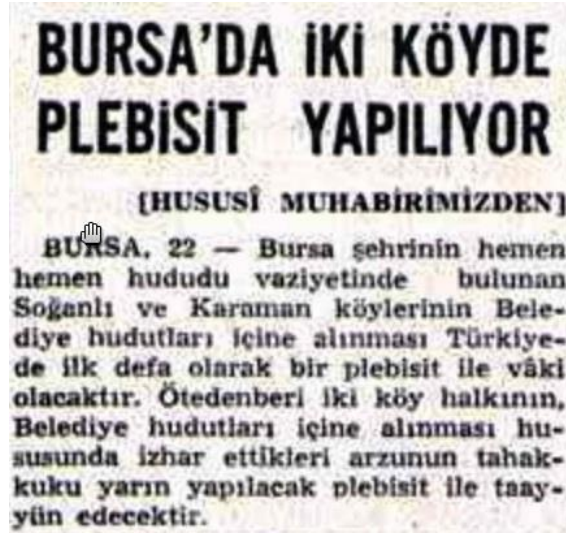 BURSA'DA İKİ KÖYDE
PLEBİSİT YAPILIYOR
[HUSUSÎ MUHABİRİMİZDEN]
BURSA, 22 — Bursa şehrinin hemen
hemen hududu vaziyetinde bulunan
Soğanlı ve Karaman köylerinin Bele-
diye hudutları içine alınması Türkiye-
de ilk defa olarak bir plebisit ile vâki
olacaktır. Ötedenberi iki köy halkının,
Belediye hudutları içine alınması hu-
susunda izhar ettikleri arzunun tahak-
kuku yarın yapılacak plebisit ile taay-
yün edecektir.